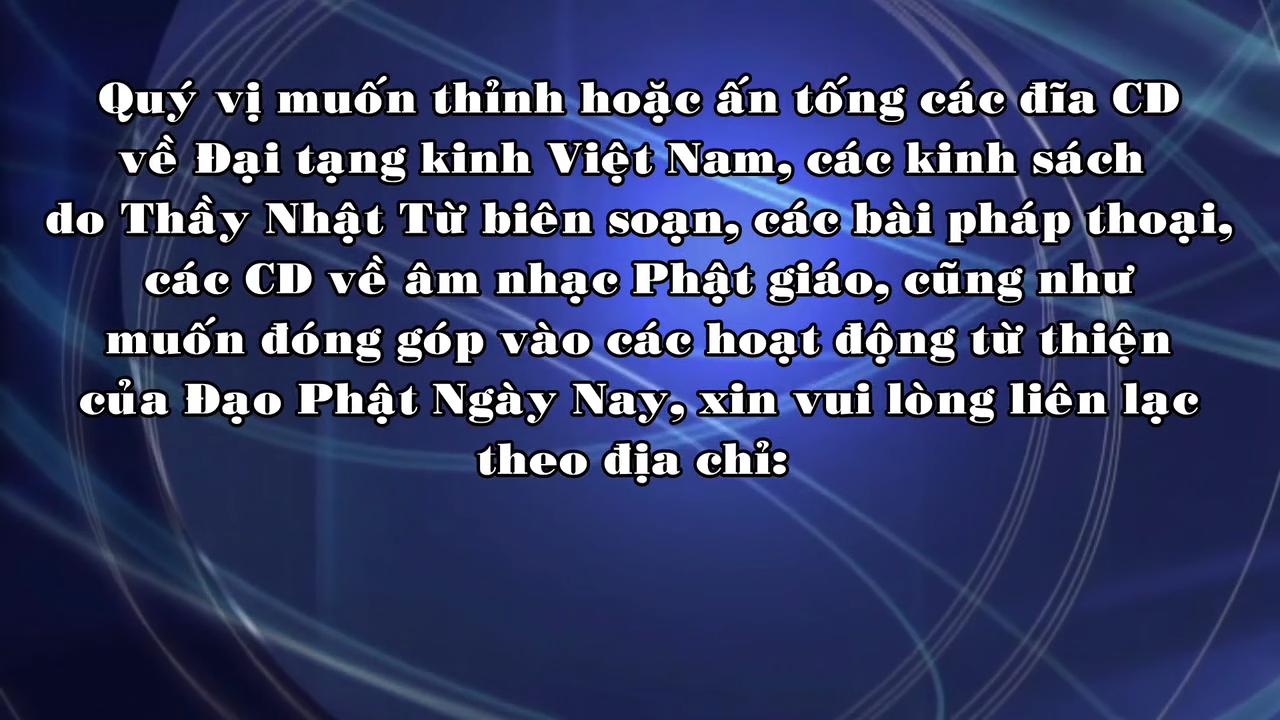 Quý vị muốn thỉnh hoặc ấn tống các đĩa CD
về Đại tạng kinh Việt Nam, các kinh sách
do Thầy Nhật Từ biên soạn, các bài pháp thoại,
các CD về âm nhạc Phật giáo, cũng như
muốn đóng góp vào các hoạt động từ thiện
của Đạo Phật Ngày Nay, xin vui lòng liên lạc
theo địa chỉ: